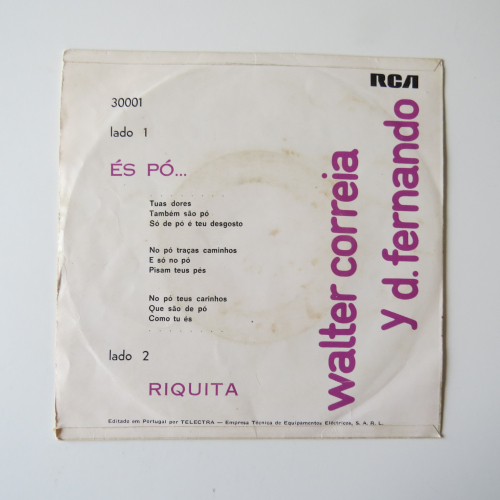 RCA
30001
lado 1
ÉS PÓ...
. . . . . . . . . .
Tuas dores
Também são pó
Só de pó é teu desgosto
No pó traças caminhos
E só no pó
Pisam teus pés
No pó teus carinhos
Que são de pó
Como tu és
. . . . . . . . . .
lado 2
RIQUITA
walter correia
y d. fernando
Editado em Portugal por TELECTRA — Empresa Técnica de Equipamentos Eléctricos, S. A. R. L.